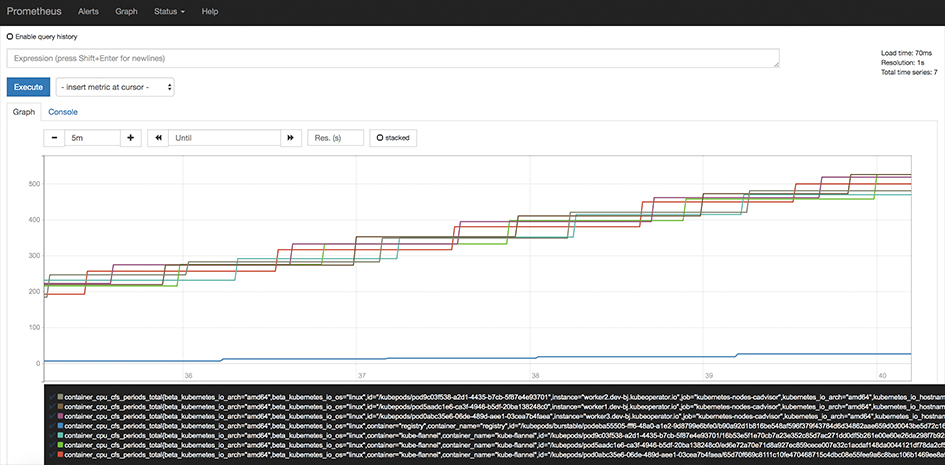 Prometheus Alerts Graph Status Help
Enable query history
Expression (press Shift+Enter for newlines)
Load time: 70ms
Resolution: 1s
Total time series: 7
Execute - insert metric at cursor -
Graph Console
5m Until Res. (s) stacked
500
400
300
200
100
0
36 37 38 39 40
container_cpu_cfs_periods_total{beta_kubernetes_io_arch="amd64",beta_kubernetes_io_os="linux",id="/kubepods/pod9c03f538-a2d1-4435-b7cb-5f87e4e93701",instance="worker2.dev-bj.kubeoperator.io",job="kubernetes-nodes-cadvisor",kubernetes_io_arch="amd64",kubernetes_io_hostnam
container_cpu_cfs_periods_total{beta_kubernetes_io_arch="amd64",beta_kubernetes_io_os="linux",id="/kubepods/pod5aadc1e6-ca3f-4946-b5df-20ba138248c0",instance="worker1.dev-bj.kubeoperator.io",job="kubernetes-nodes-cadvisor",kubernetes_io_arch="amd64",kubernetes_io_hostnam
container_cpu_cfs_periods_total{beta_kubernetes_io_arch="amd64",beta_kubernetes_io_os="linux",id="/kubepods/pod0abc35e6-06de-489d-aee1-03cea7b4faea",instance="worker3.dev-bj.kubeoperator.io",job="kubernetes-nodes-cadvisor",kubernetes_io_arch="amd64",kubernetes_io_hostnam
container_cpu_cfs_periods_total{beta_kubernetes_io_arch="amd64",beta_kubernetes_io_os="linux",container="registry",container_name="registry",id="/kubepods/burstable/
container_cpu_cfs_periods_total{beta_kubernetes_io_arch="amd64",beta_kubernetes_io_os="linux",container="kube-flannel",container_name="kube-flannel",id="/kubepods/pod9c03f538-a2d1-4435-b7cb-5f87e4e93701/
container_cpu_cfs_periods_total{beta_kubernetes_io_arch="amd64",beta_kubernetes_io_os="linux",container="kube-flannel",container_name="kube-flannel",id="/kubepods/pod5aadc1e6-ca3f-4946-b5df-20ba138248c0/
container_cpu_cfs_periods_total{beta_kubernetes_io_arch="amd64",beta_kubernetes_io_os="linux",container="kube-flannel",container_name="kube-flannel",id="/kubepods/pod0abc35e6-06de-489d-aee1-03cea7b4faea/